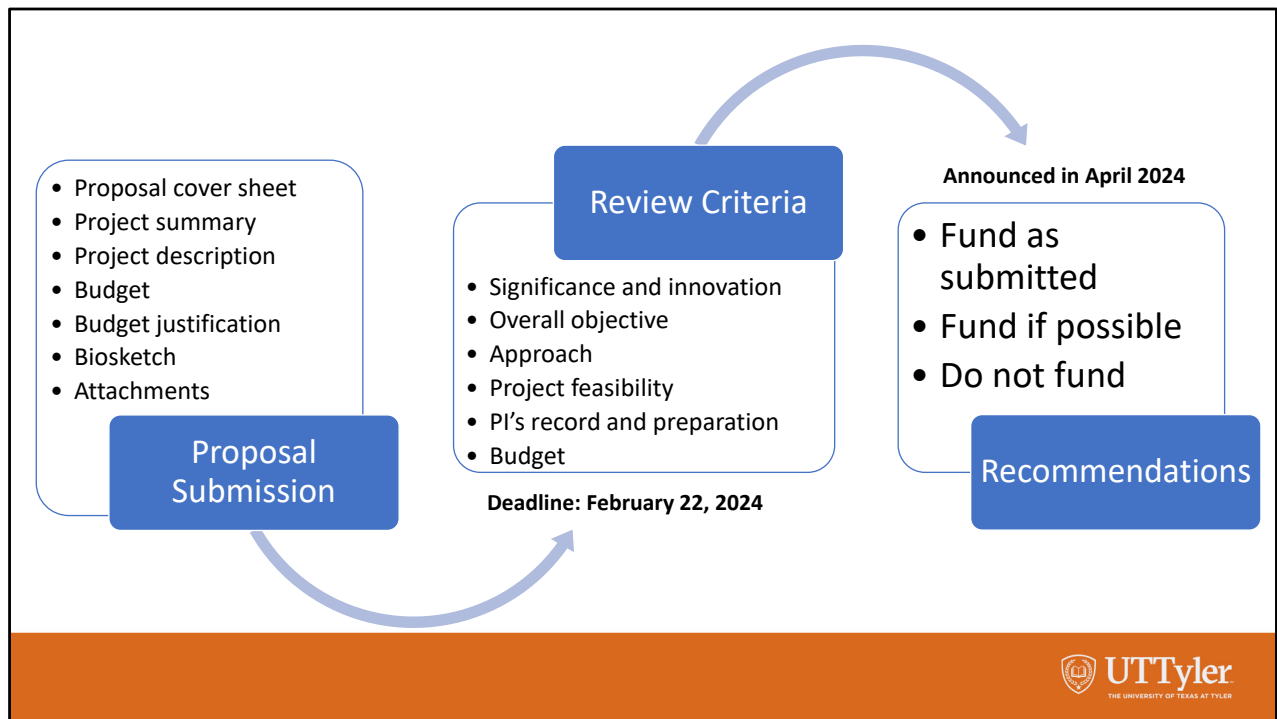 • Proposal cover sheet
• Project summary
• Project description
• Budget
• Budget justification
• Biosketch
• Attachments
Proposal
Submission
Review Criteria
• Significance and innovation
• Overall objective
• Approach
• Project feasibility
• PI’s record and preparation
• Budget
Deadline: February 22, 2024
Announced in April 2024
• Fund as
submitted
• Fund if possible
• Do not fund
Recommendations
UTTyler
THE UNIVERSITY OF TEXAS AT TYLER